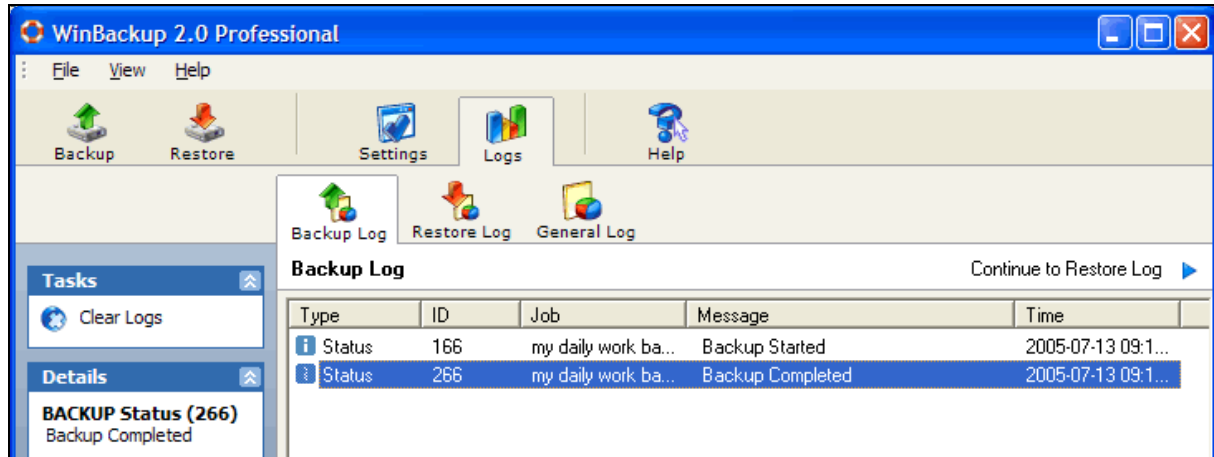 WinBackup 2.0 Professional
File View Help
Backup Restore Settings Logs Help
Backup Log Restore Log General Log
Tasks
Clear Logs
Details
BACKUP Status (266)
Backup Completed
Backup Log Continue to Restore Log
Type ID Job Message Time
Status 166 my daily work ba... Backup Started 2005-07-13 09:1...
Status 266 my daily work ba... Backup Completed 2005-07-13 09:1...